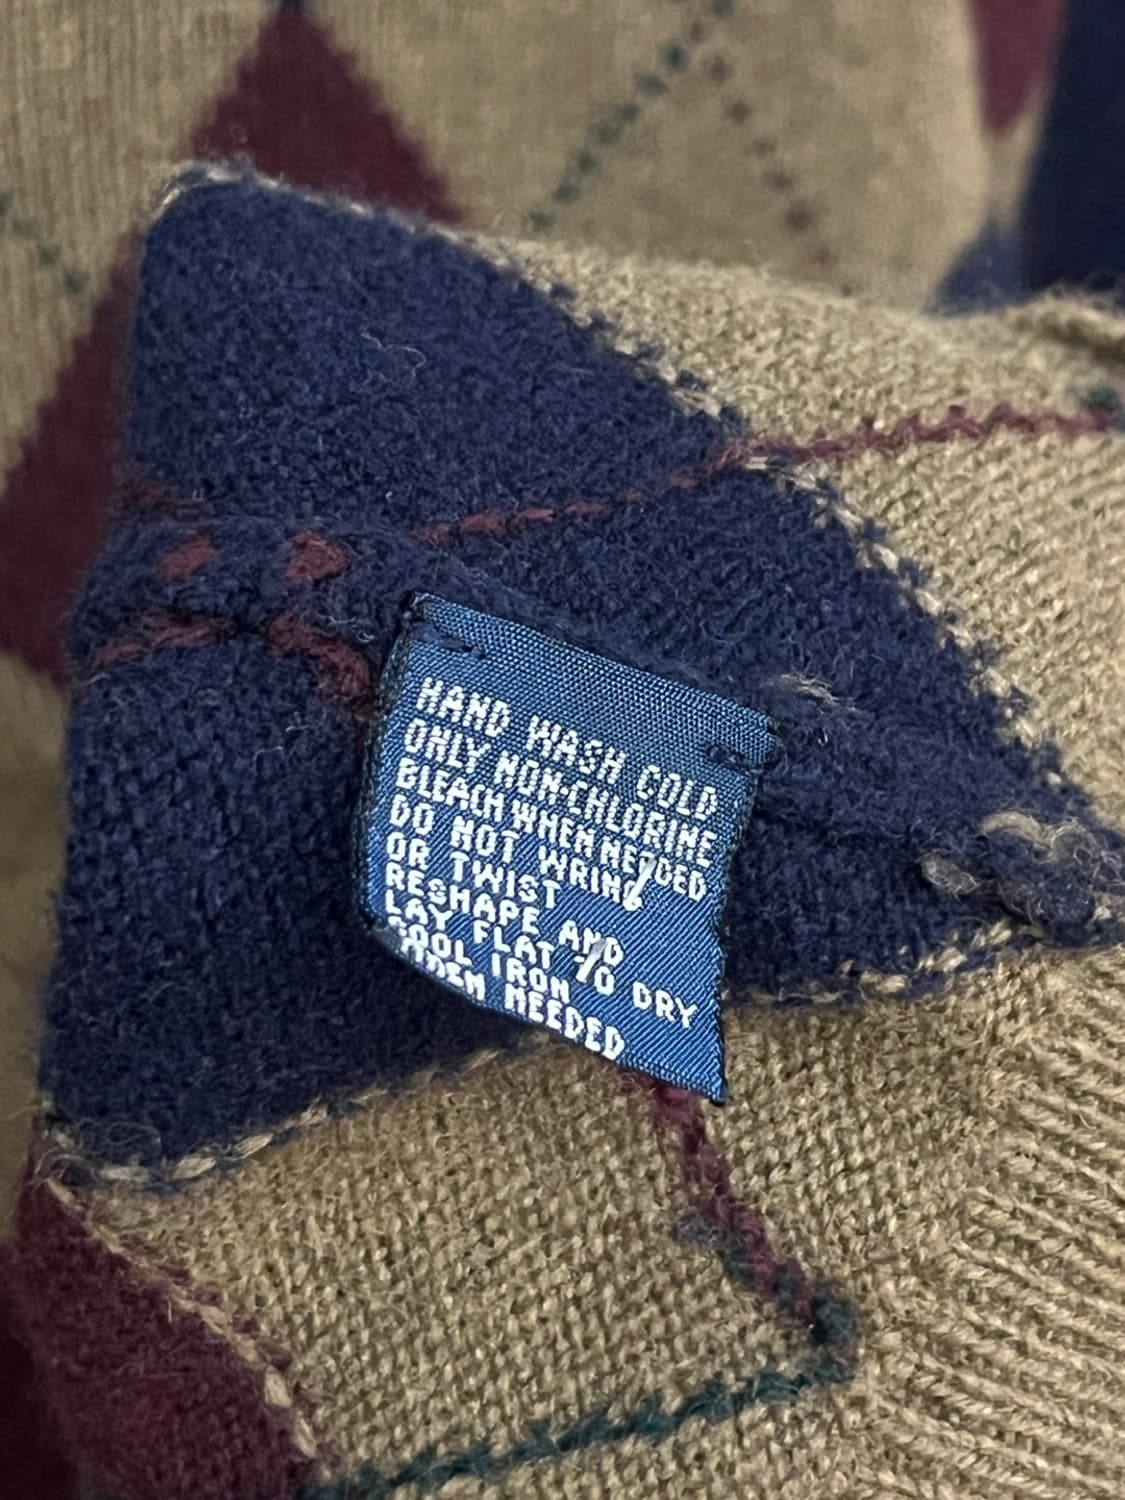 HAND WASH COLD
ONLY NON-CHLORINE
BLEACH WHEN NEEDED
DO NOT WRING
OR TWIST
RESHAPE AND
LAY FLAT TO DRY
COOL IRON
WHEN NEEDED